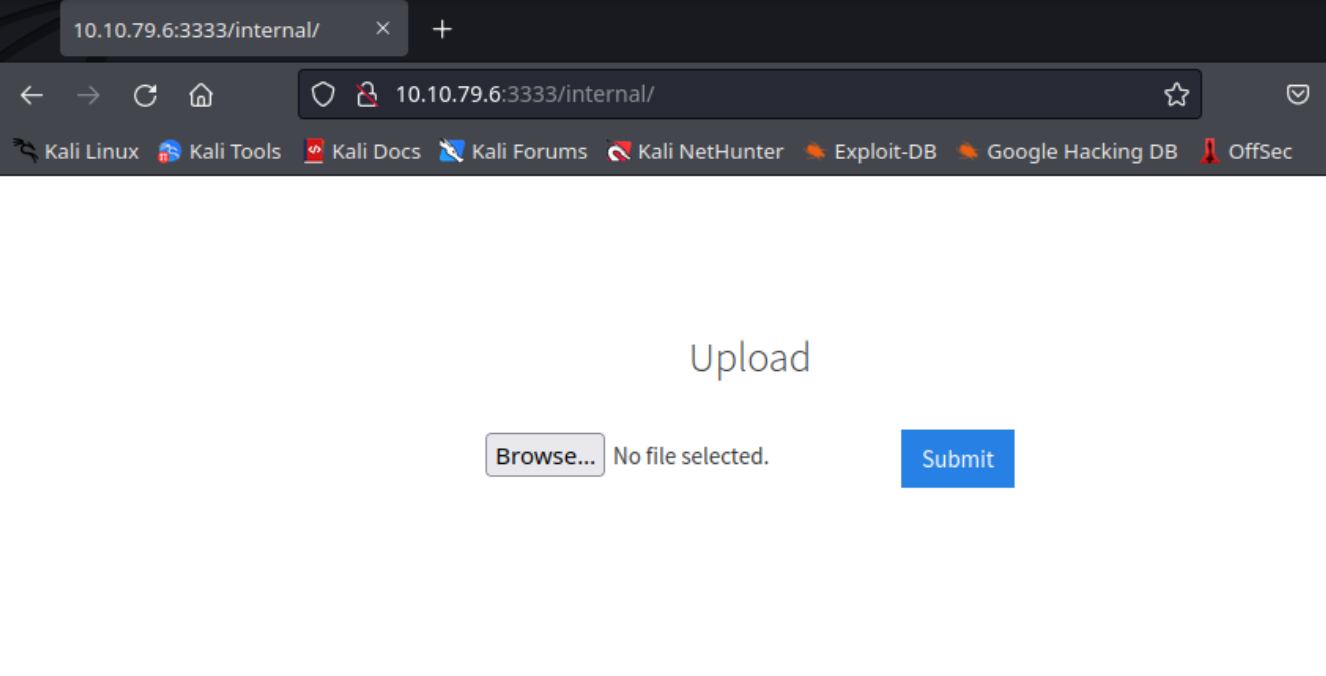 10.10.79.6:3333/internal/
10.10.79.6:3333/internal/
Kali Linux Kali Tools Kali Docs Kali Forums Kali NetHunter Exploit-DB Google Hacking DB OffSec
Upload
Browse... No file selected. Submit